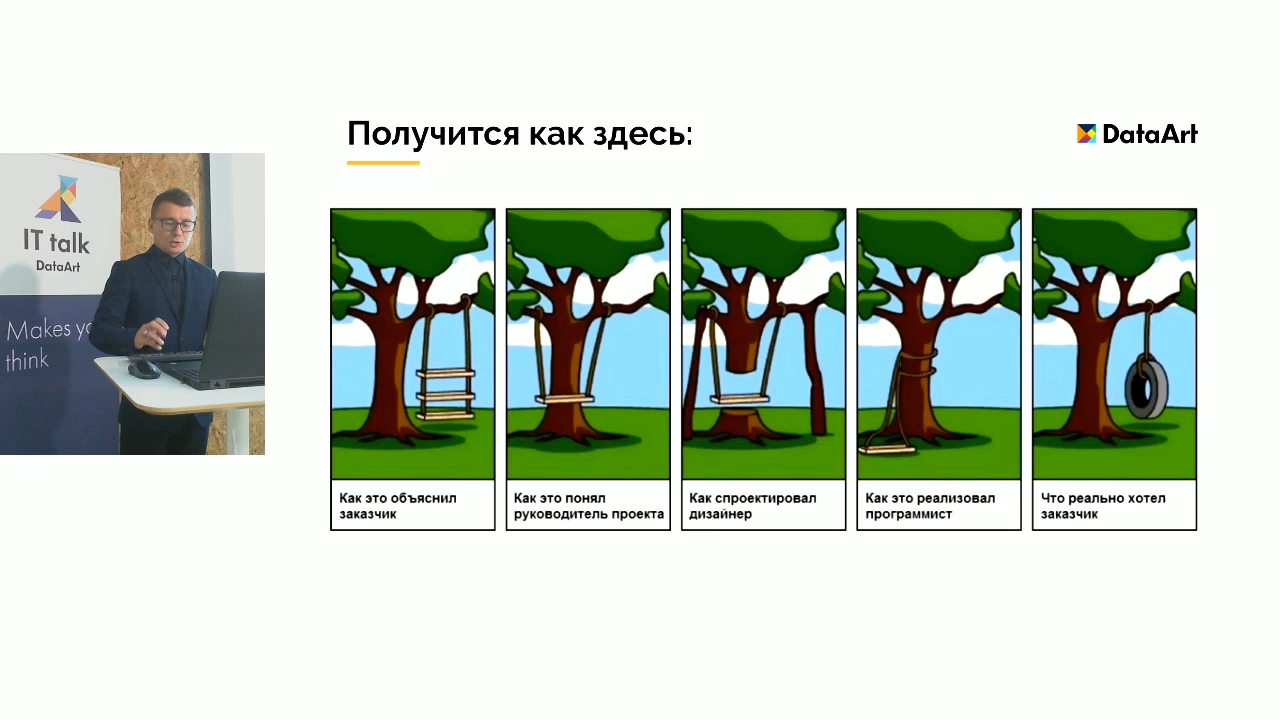 Получится как здесь:
DataArt
IT talk
DataArt
Makes yo
think
Как это объяснил
заказчик
Как это понял
руководитель проекта
Как спроектировал
дизайнер
Как это реализовал
программист
Что реально хотел
заказчик